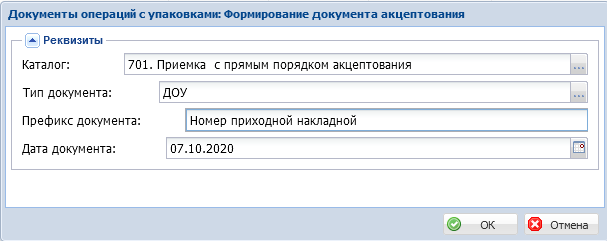 Документы операций с упаковками: Формирование документа акцептования
Реквизиты
Каталог: 701. Приемка с прямым порядком акцептования ...
Тип документа: ДОУ ...
Префикс документа: Номер приходной накладной
Дата документа: 07.10.2020
ОК Отмена